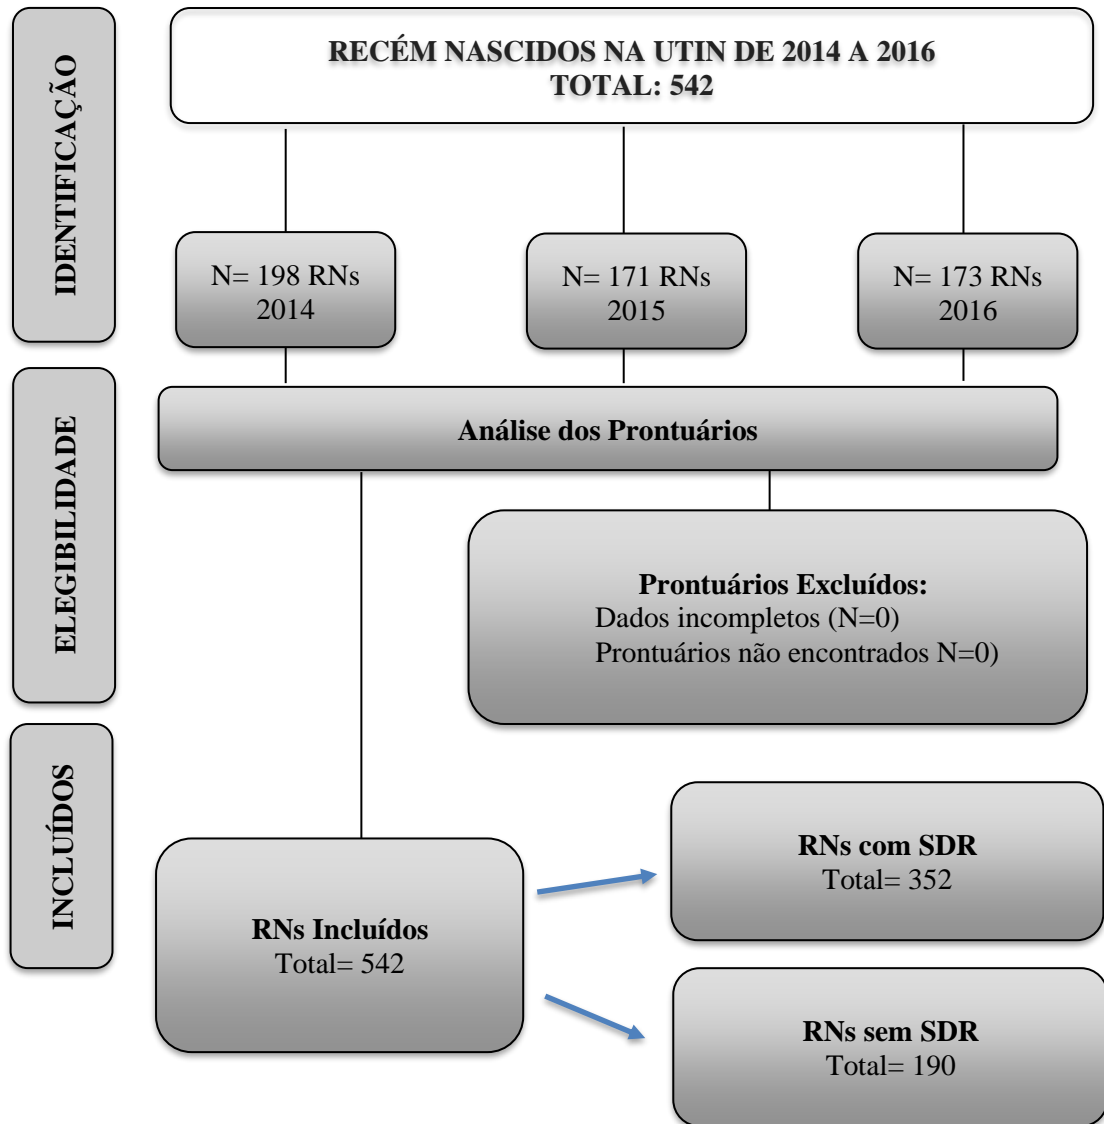 IDENTIFICAÇÃO
RECÉM NASCIDOS NA UTIN DE 2014 A 2016
TOTAL: 542
N= 198 RNs
2014
N= 171 RNs
2015
N= 173 RNs
2016
ELEGIBILIDADE
Análise dos Prontuários
Prontuários Excluídos:
Dados incompletos (N=0)
Prontuários não encontrados N=0)
INCLUÍDOS
RNs Incluídos
Total= 542
RNs com SDR
Total= 352
RNs sem SDR
Total= 190